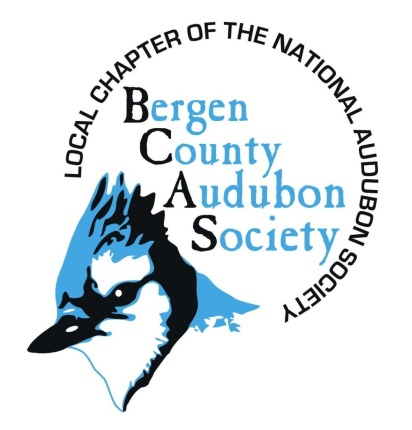 LOCAL CHAPTER OF THE NATIONAL AUDUBON SOCIETY
Bergen
County
Audubon
Society